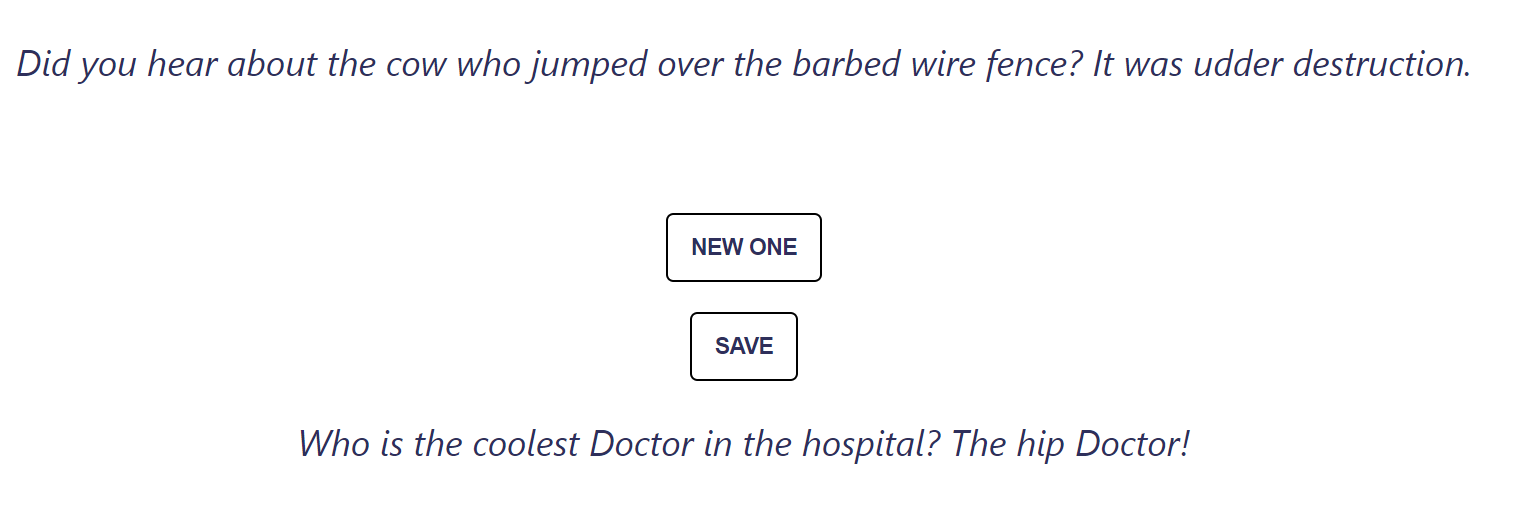 Did you hear about the cow who jumped over the barbed wire fence? It was udder destruction.
NEW ONE
SAVE
Who is the coolest Doctor in the hospital? The hip Doctor!